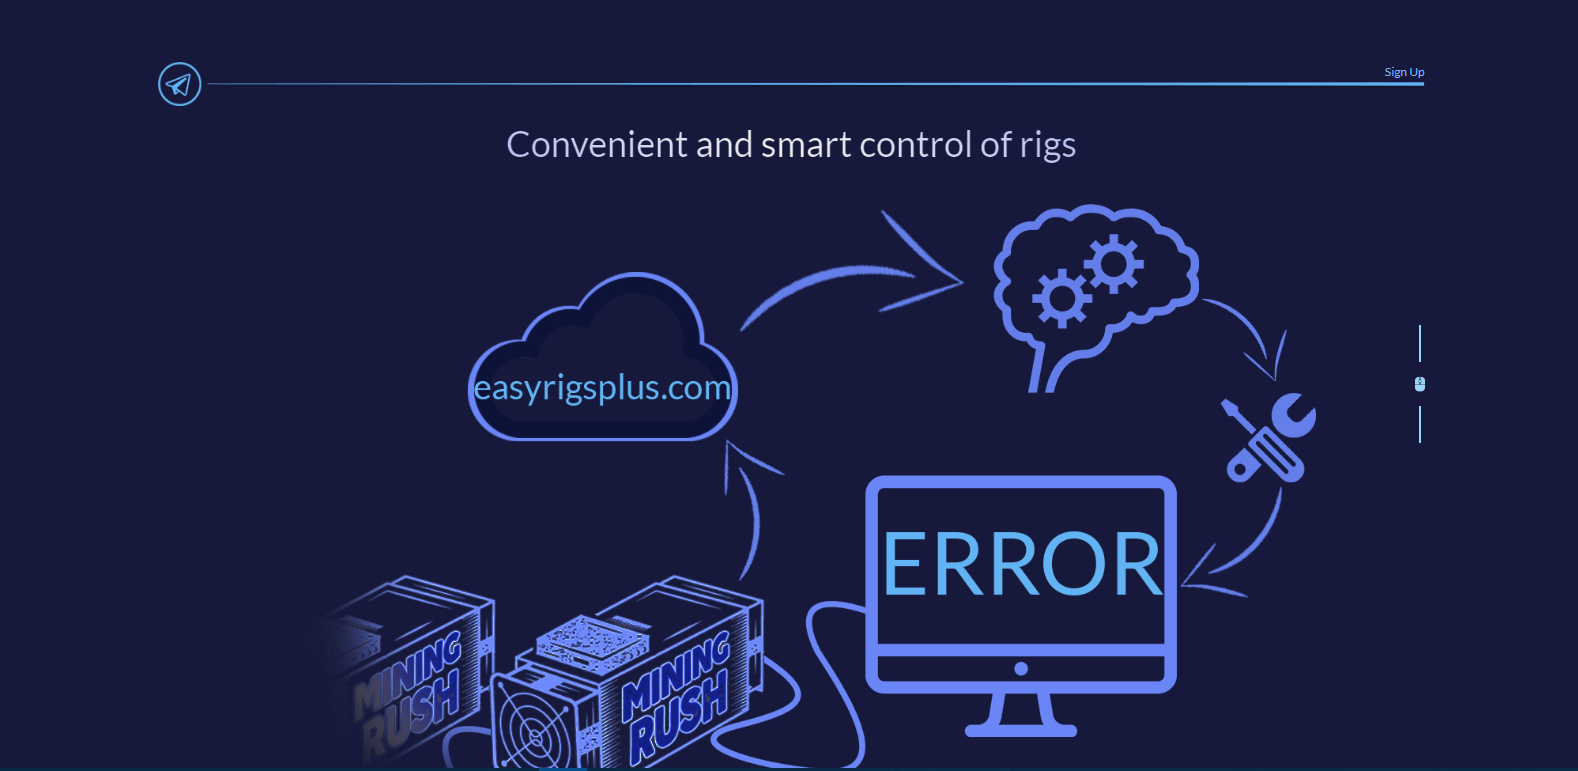 Sign Up
Convenient and smart control of rigs
easyrigsplus.com
ERROR
MINING
RUSH
MINING
RUSH